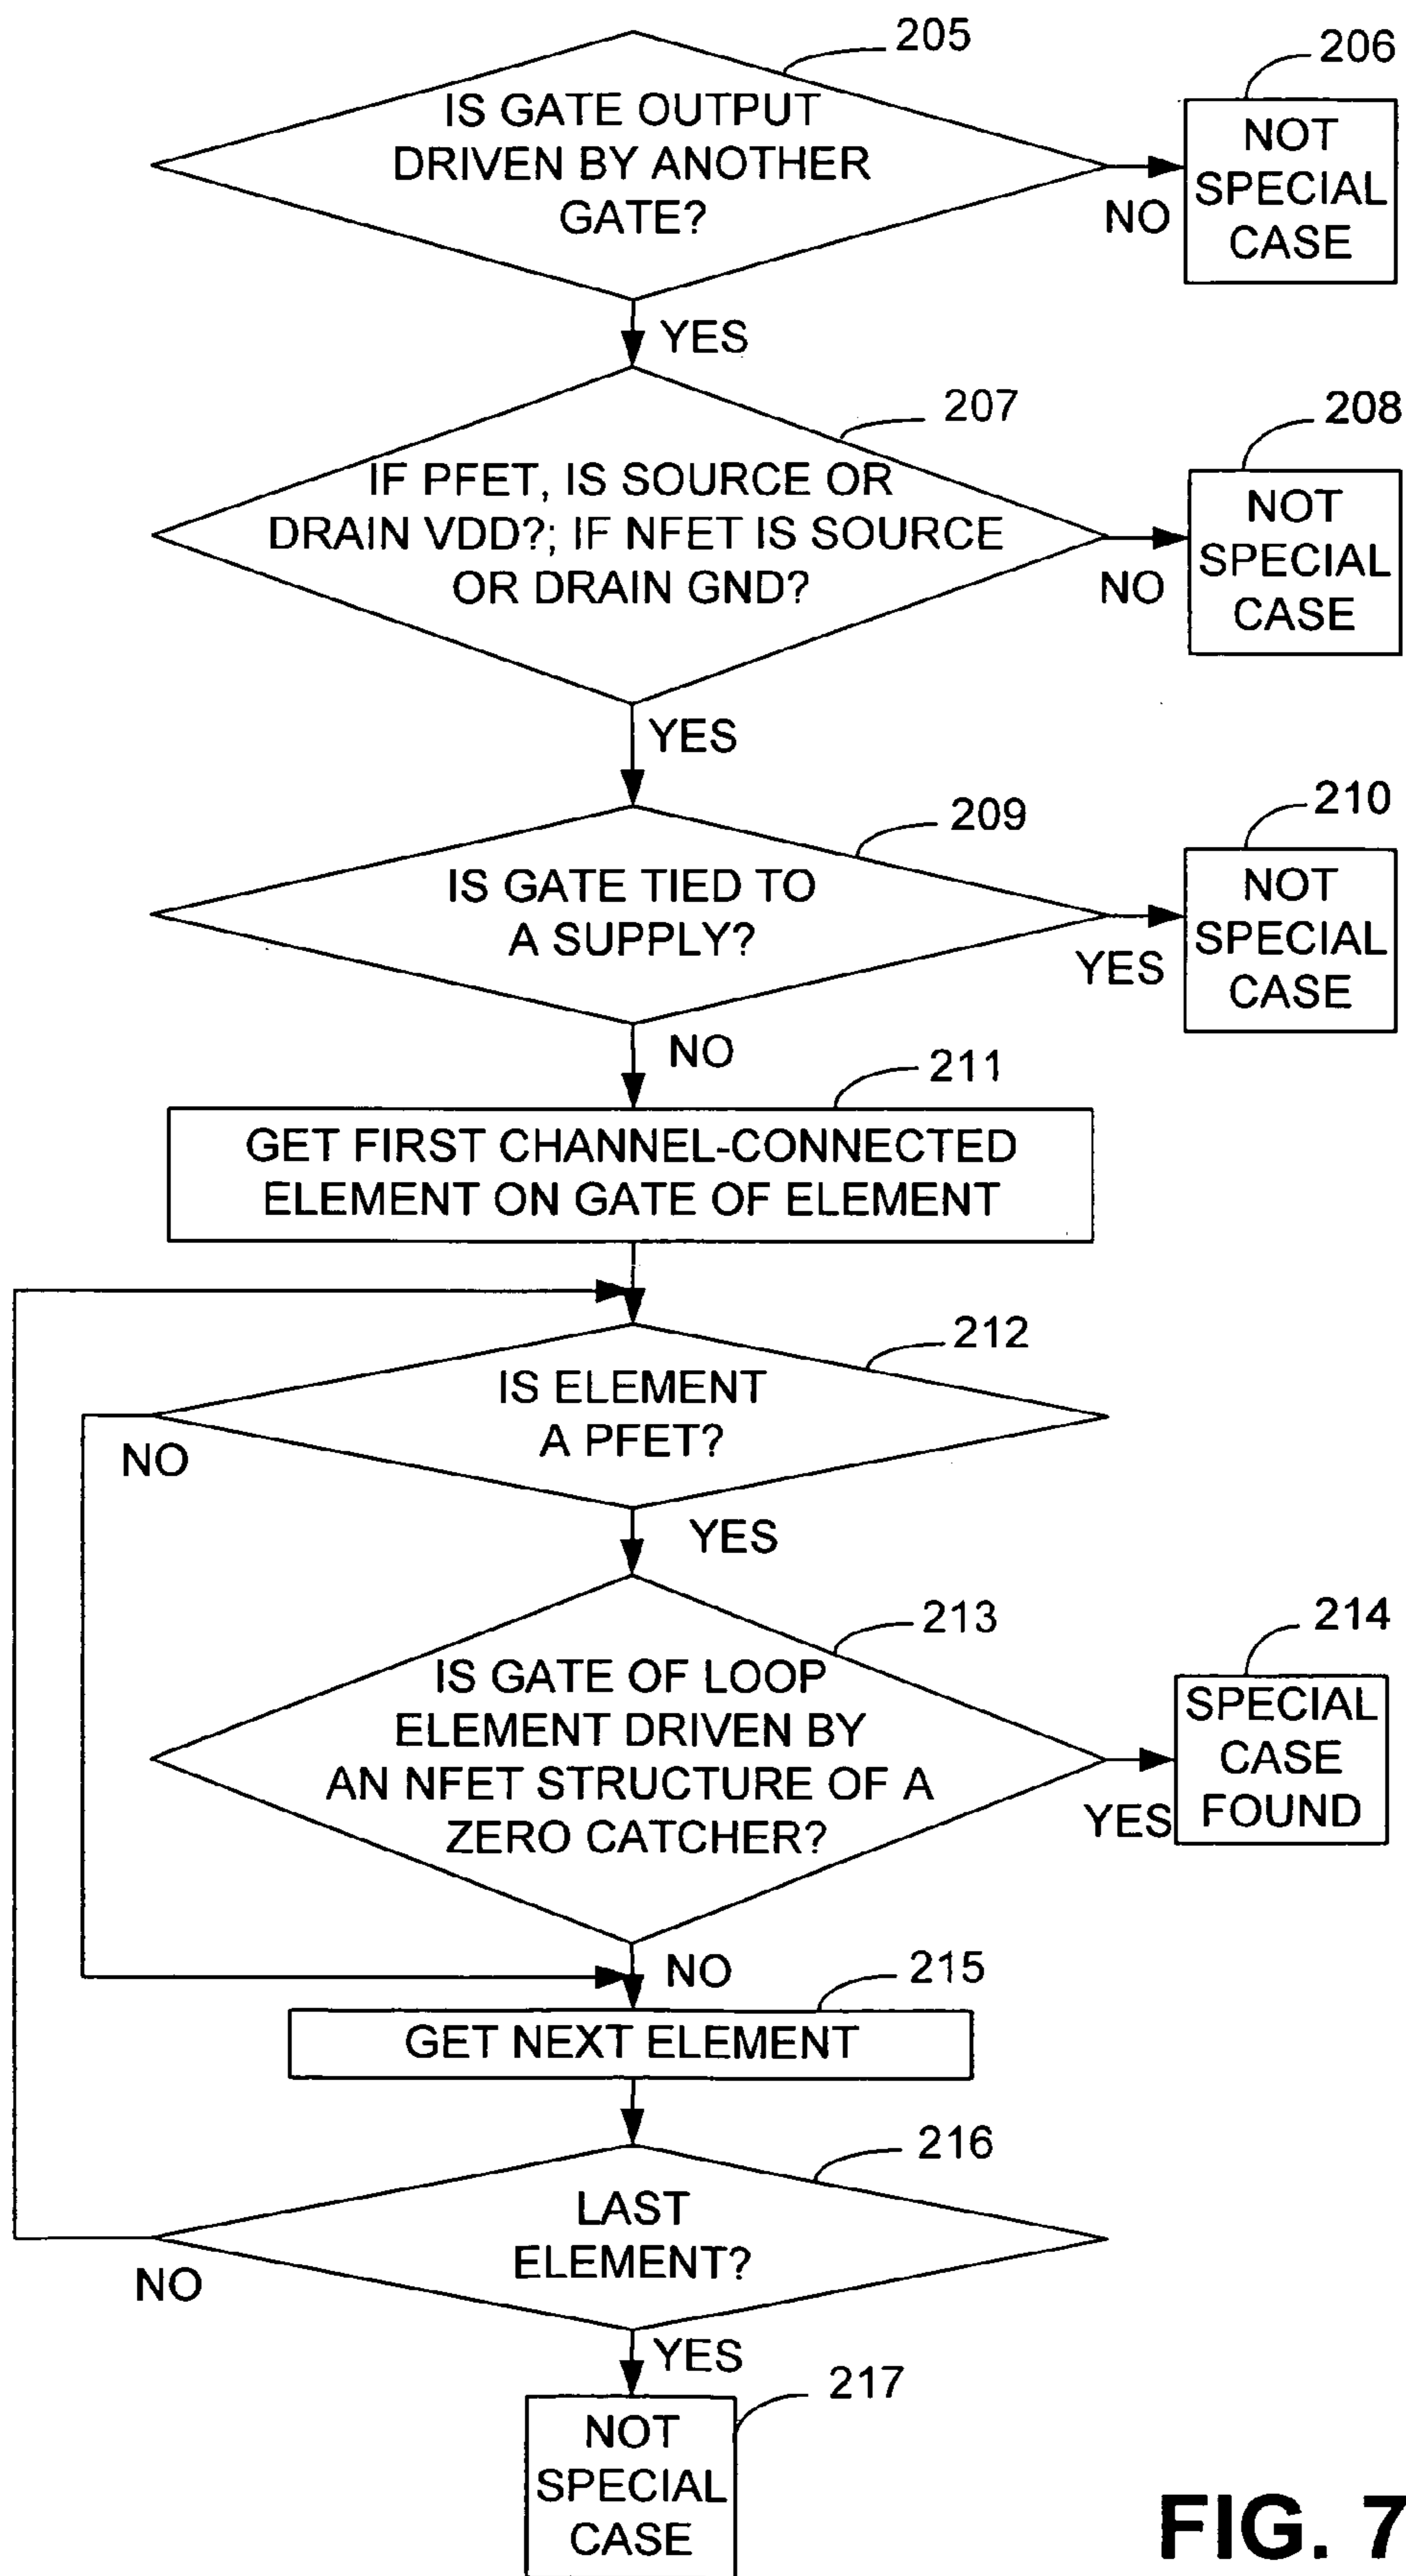 205
IS GATE OUTPUT
DRIVEN BY ANOTHER
GATE?
206
NOT
SPECIAL
CASE
NO
YES
207
IF PFET, IS SOURCE OR
DRAIN VDD?; IF NFET IS SOURCE
OR DRAIN GND?
208
NOT
SPECIAL
CASE
NO
YES
209
IS GATE TIED TO
A SUPPLY?
210
NOT
SPECIAL
CASE
YES
NO
211
GET FIRST CHANNEL-CONNECTED
ELEMENT ON GATE OF ELEMENT
212
IS ELEMENT
A PFET?
NO
YES
213
IS GATE OF LOOP
ELEMENT DRIVEN BY
AN NFET STRUCTURE OF A
ZERO CATCHER?
214
SPECIAL
CASE
FOUND
YES
NO
215
GET NEXT ELEMENT
216
LAST
ELEMENT?
NO
YES
217
NOT
SPECIAL
CASE
FIG. 7